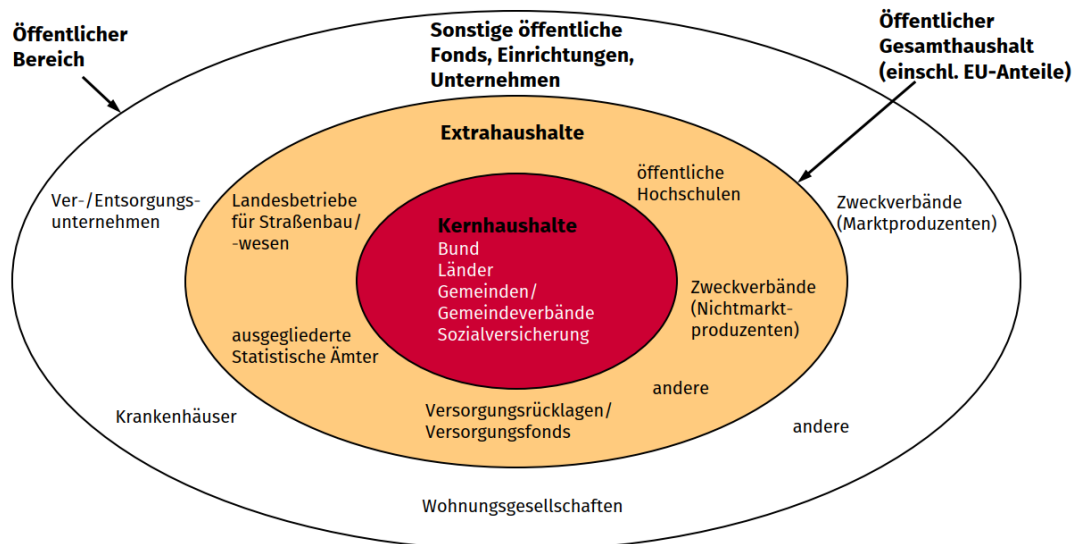 Öffentlicher
Bereich
Sonstige öffentliche
Fonds, Einrichtungen,
Unternehmen
Öffentlicher
Gesamthaushalt
(einschl. EU-Anteile)
Extrahaushalte
öffentliche
Hochschulen
Ver-/Entsorgungs-
unternehmen
Landesbetriebe
für Straßenbau/
-wesen
Zweckverbände
(Marktproduzenten)
Kernhaushalte
Bund
Länder
Gemeinden/
Gemeindeverbände
Sozialversicherung
Zweckverbände
(Nichtmarkt-
produzenten)
ausgegliederte
Statistische Ämter
andere
Krankenhäuser
Versorgungsrücklagen/
Versorgungsfonds
andere
Wohnungsgesellschaften